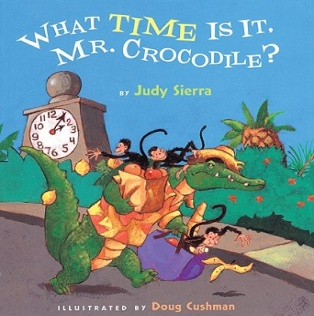 WHAT TIME IS IT,
MR. CROCODILE?
BY Judy Sierra
ILLUSTRATED BY Doug Cushman